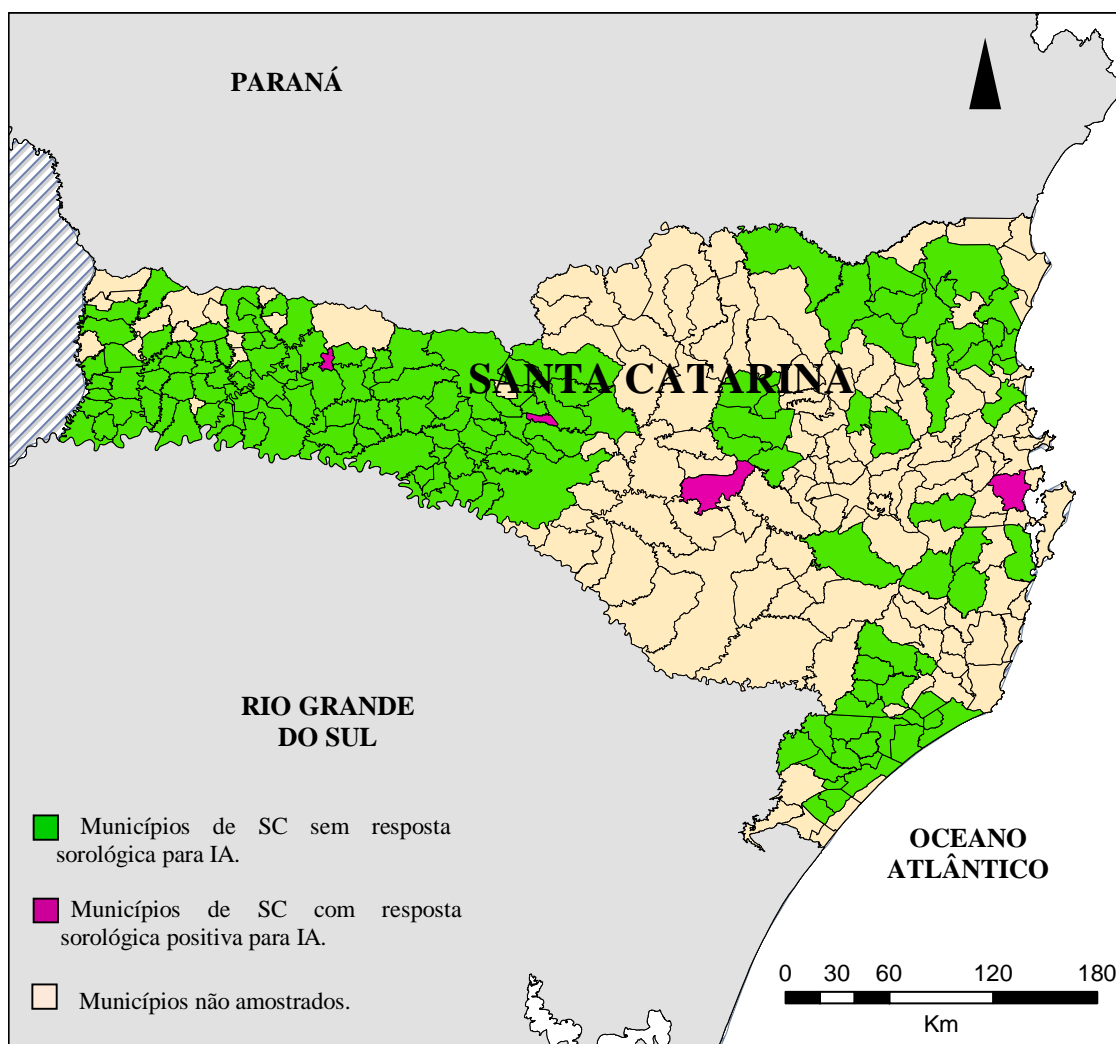 PARANÁ
SANTA CATARINA
RIO GRANDE
DO SUL
Municípios de SC sem resposta
sorológica para IA.
Municípios de SC com resposta
sorológica positiva para IA.
Municípios não amostrados.
OCEANO
ATLÂNTICO
0 30 60 120 180
Km